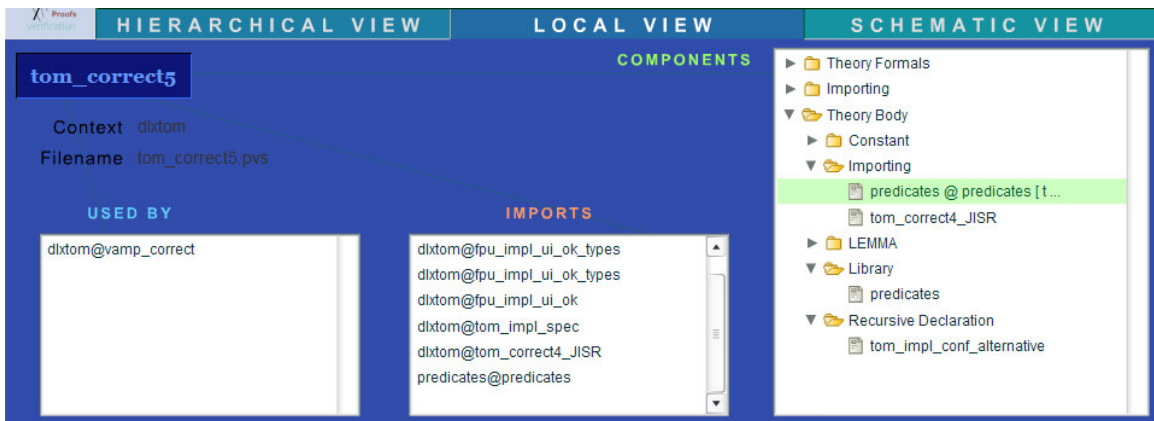 Proofs
verification
HIERARCHICAL VIEW
LOCAL VIEW
SCHEMATIC VIEW
tom_correct5
Context dlxtom
Filename tom_correct5.pvs
USED BY
dlxtom@vamp_correct
IMPORTS
dlxtom@fpu_impl_ui_ok_types
dlxtom@fpu_impl_ui_ok_types
dlxtom@fpu_impl_ui_ok
dlxtom@tom_impl_spec
dlxtom@tom_correct4_JISR
predicates@predicates
COMPONENTS
Theory Formals
Importing
Theory Body
Constant
Importing
predicates @ predicates [ t ...
tom_correct4_JISR
LEMMA
Library
predicates
Recursive Declaration
tom_impl_conf_alternative